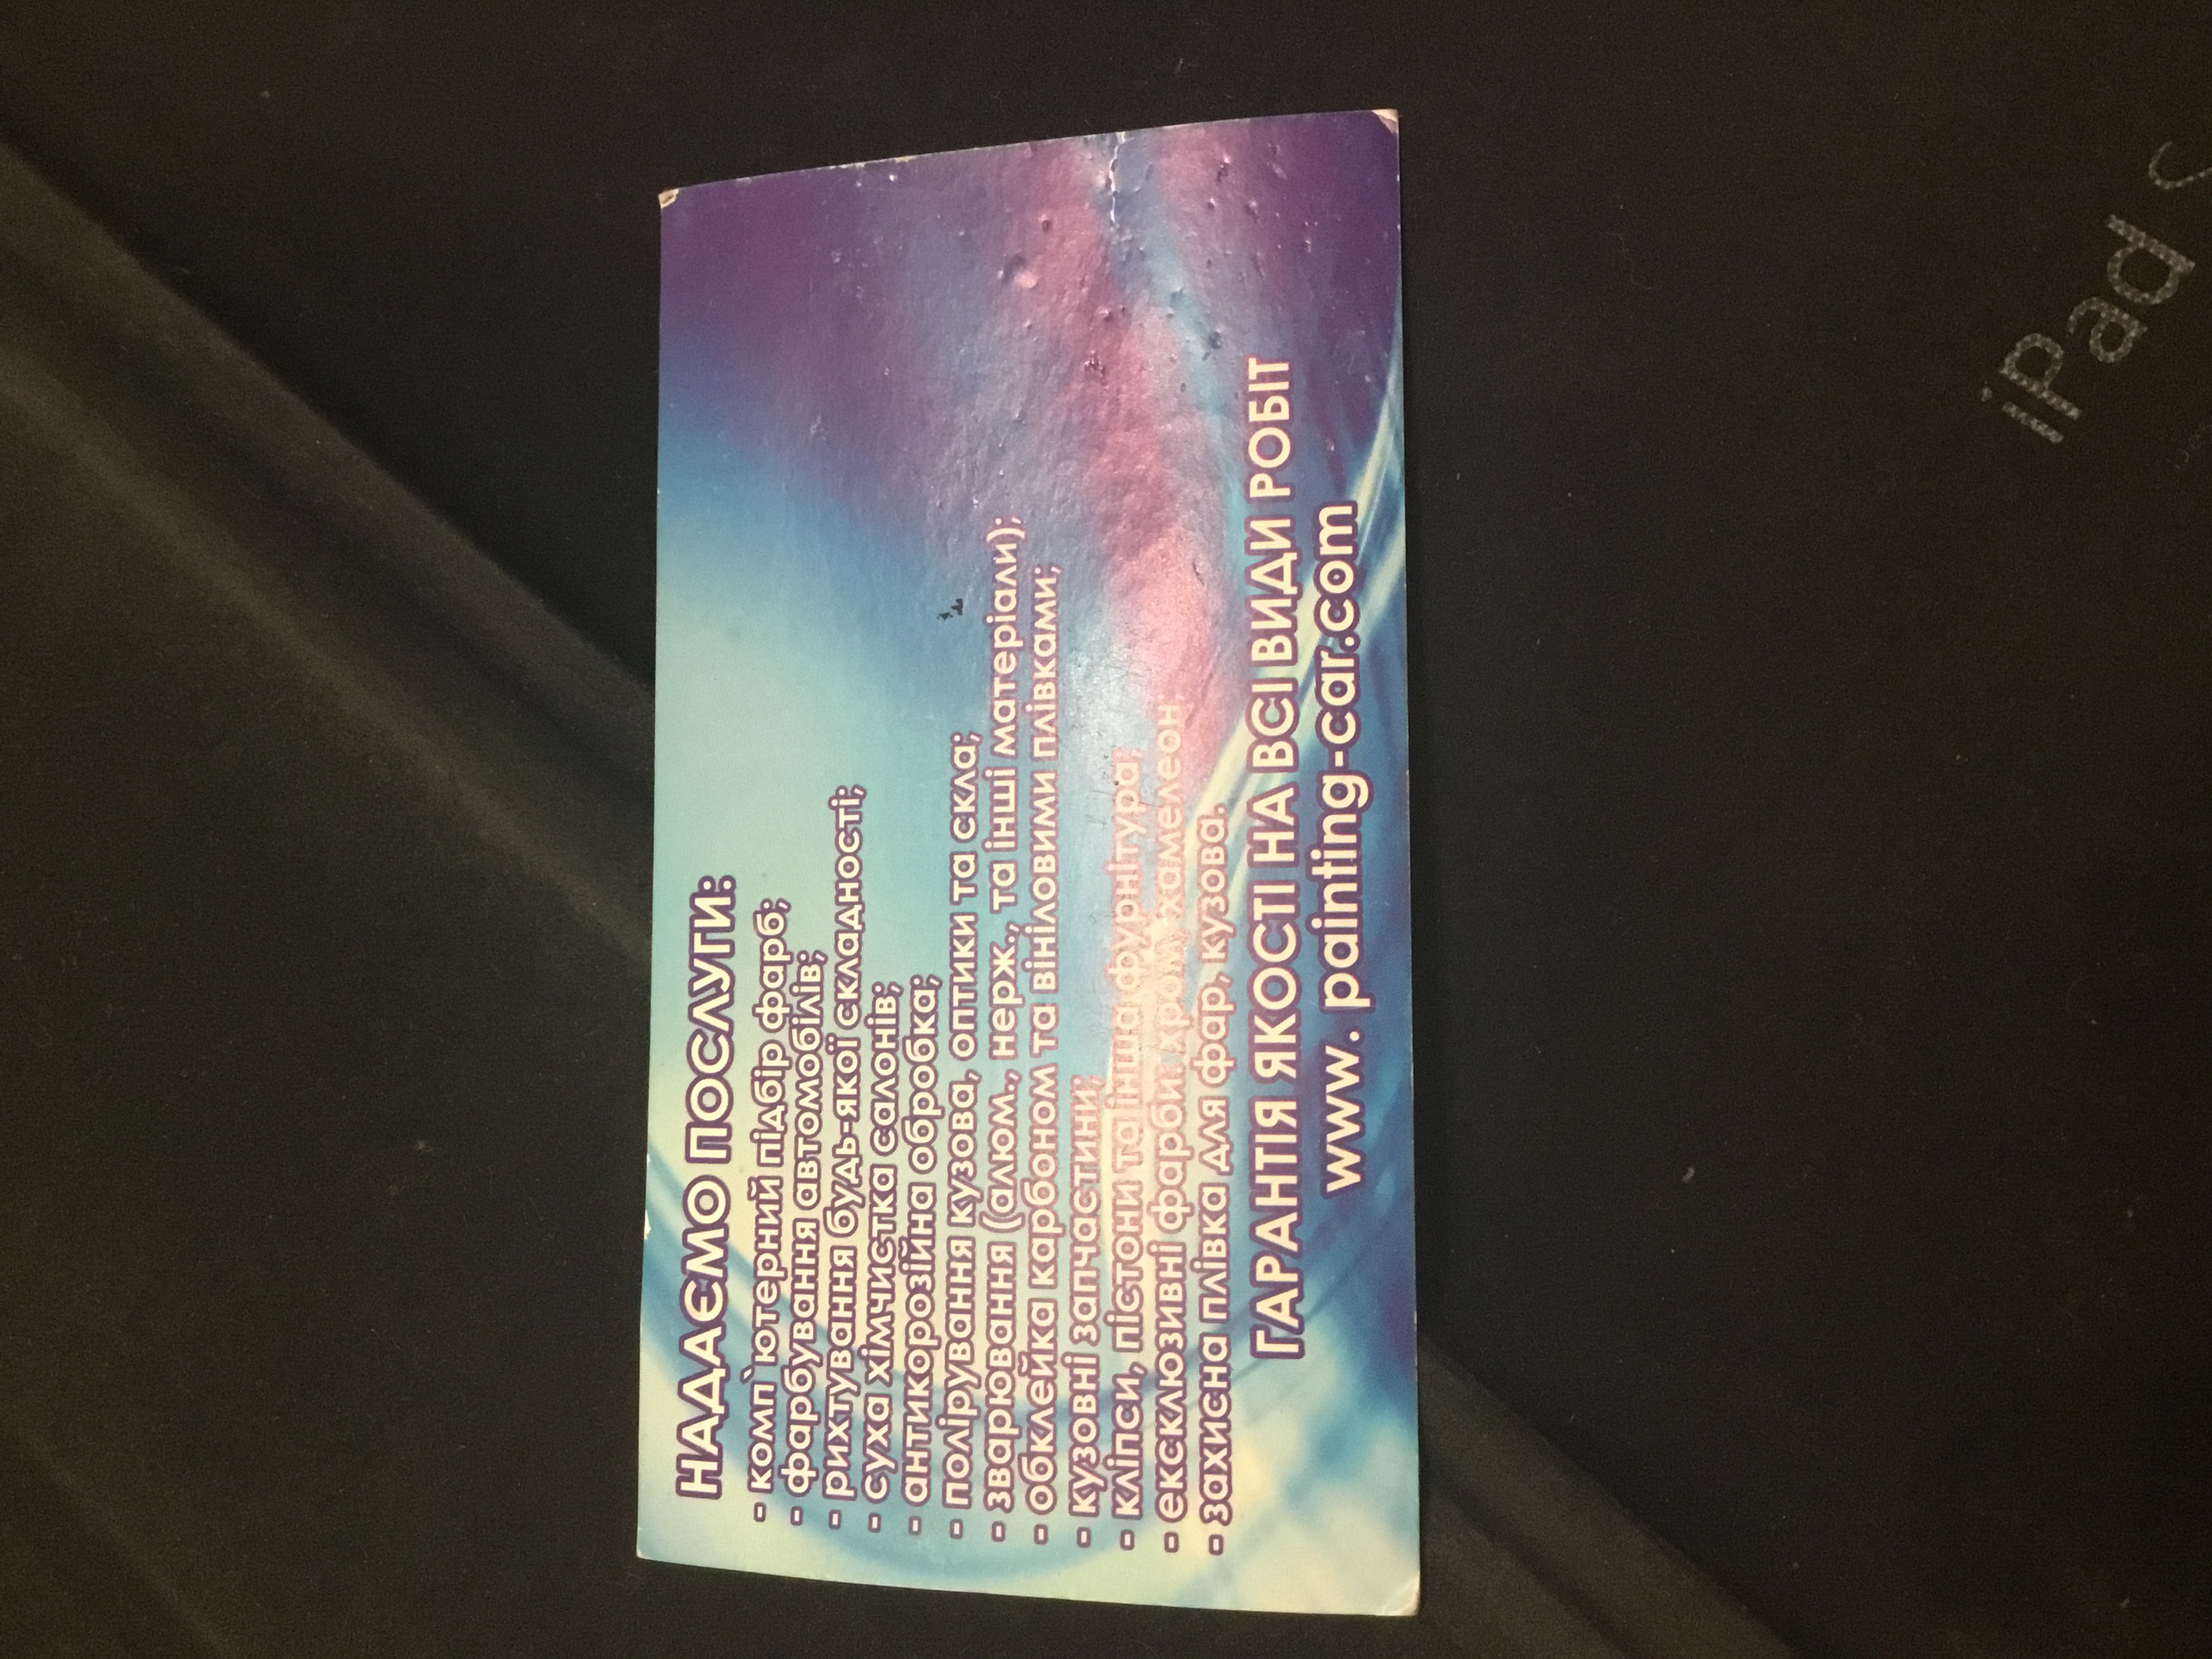 НАДАЄМО ПОСЛУГИ:
- комп`ютерний підбір фарб;
- фарбування автомобілів;
- рихтування будь-якої складності;
- суха хімчистка салонів;
- антикорозійна обробка;
- полірування кузова, оптики та скла;
- зварювання (алюм., нерж., та інші матеріали);
- обклейка карбоном та вініловими плівками;
- кузовні запчастини;
- кліпси, пістони та інша фурнітура;
- ексклюзивні фарби: хром, хамелеон.
- захисна плівка для фар, кузова.
ГАРАНТІЯ ЯКОСТІ НА ВСІ ВИДИ РОБІТ
www. painting-car.com
iPad